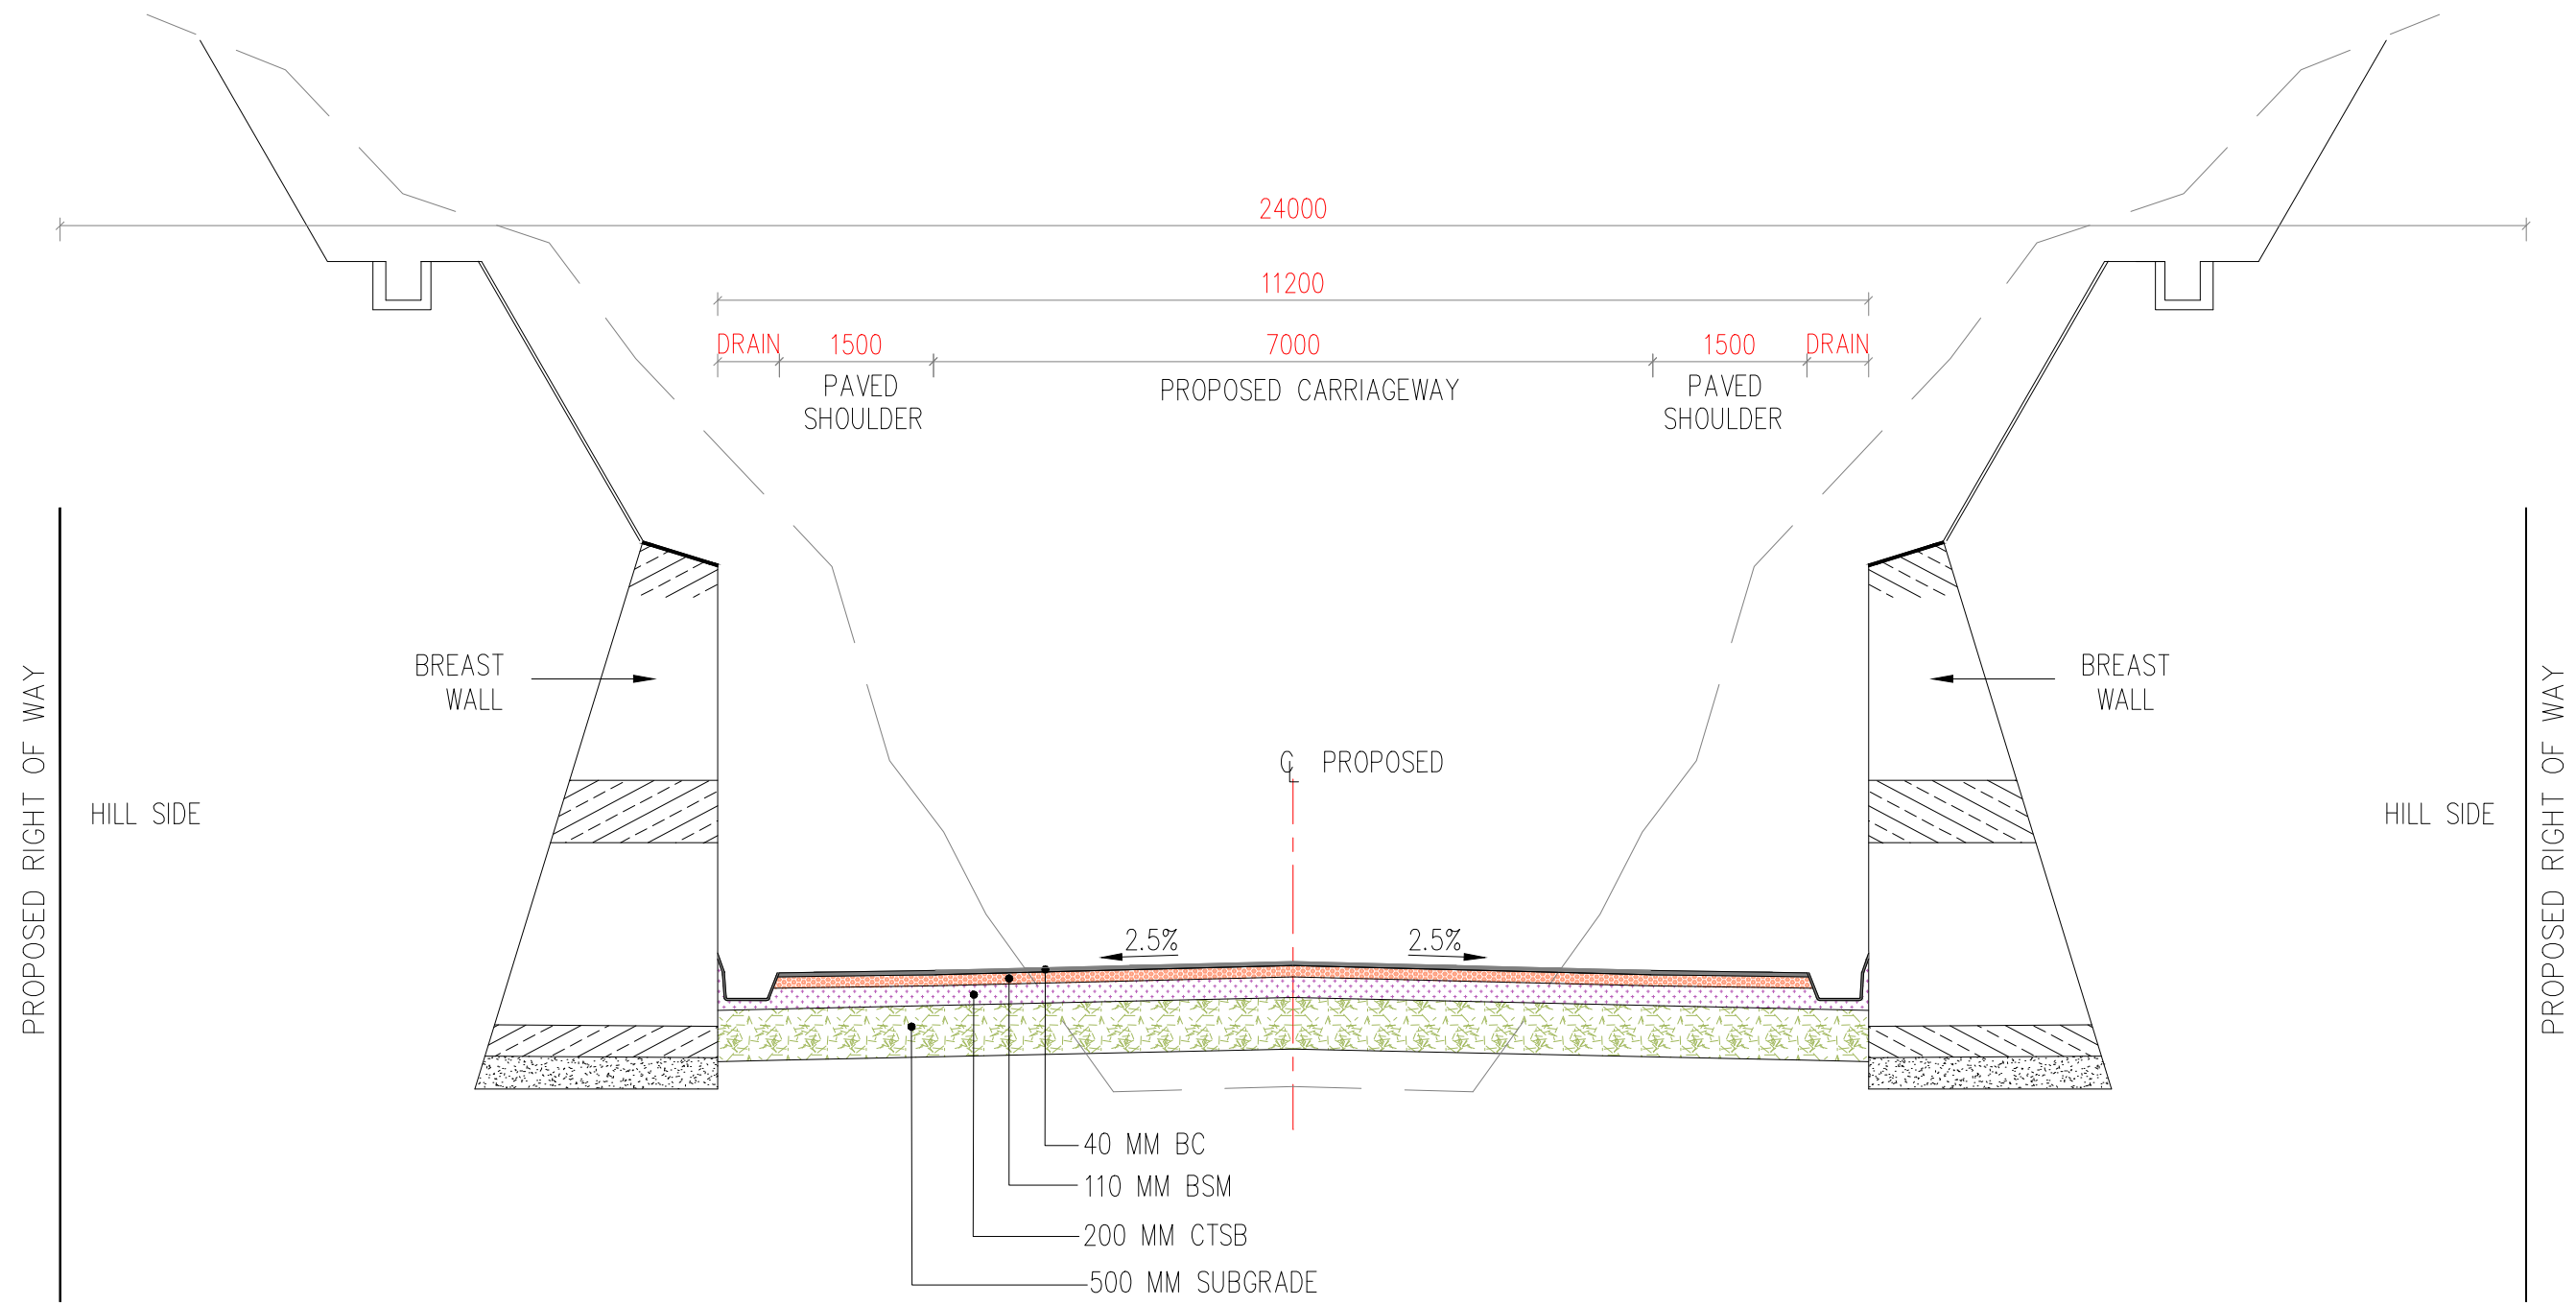 24000
11200
DRAIN 1500 7000 1500 DRAIN
PAVED
SHOULDER
PROPOSED CARRIAGEWAY
PAVED
SHOULDER
BREAST
WALL
BREAST
WALL
PROPOSED RIGHT OF WAY
HILL SIDE
℄ PROPOSED
HILL SIDE
PROPOSED RIGHT OF WAY
2.5% 2.5%
40 MM BC
110 MM BSM
200 MM CTSB
500 MM SUBGRADE